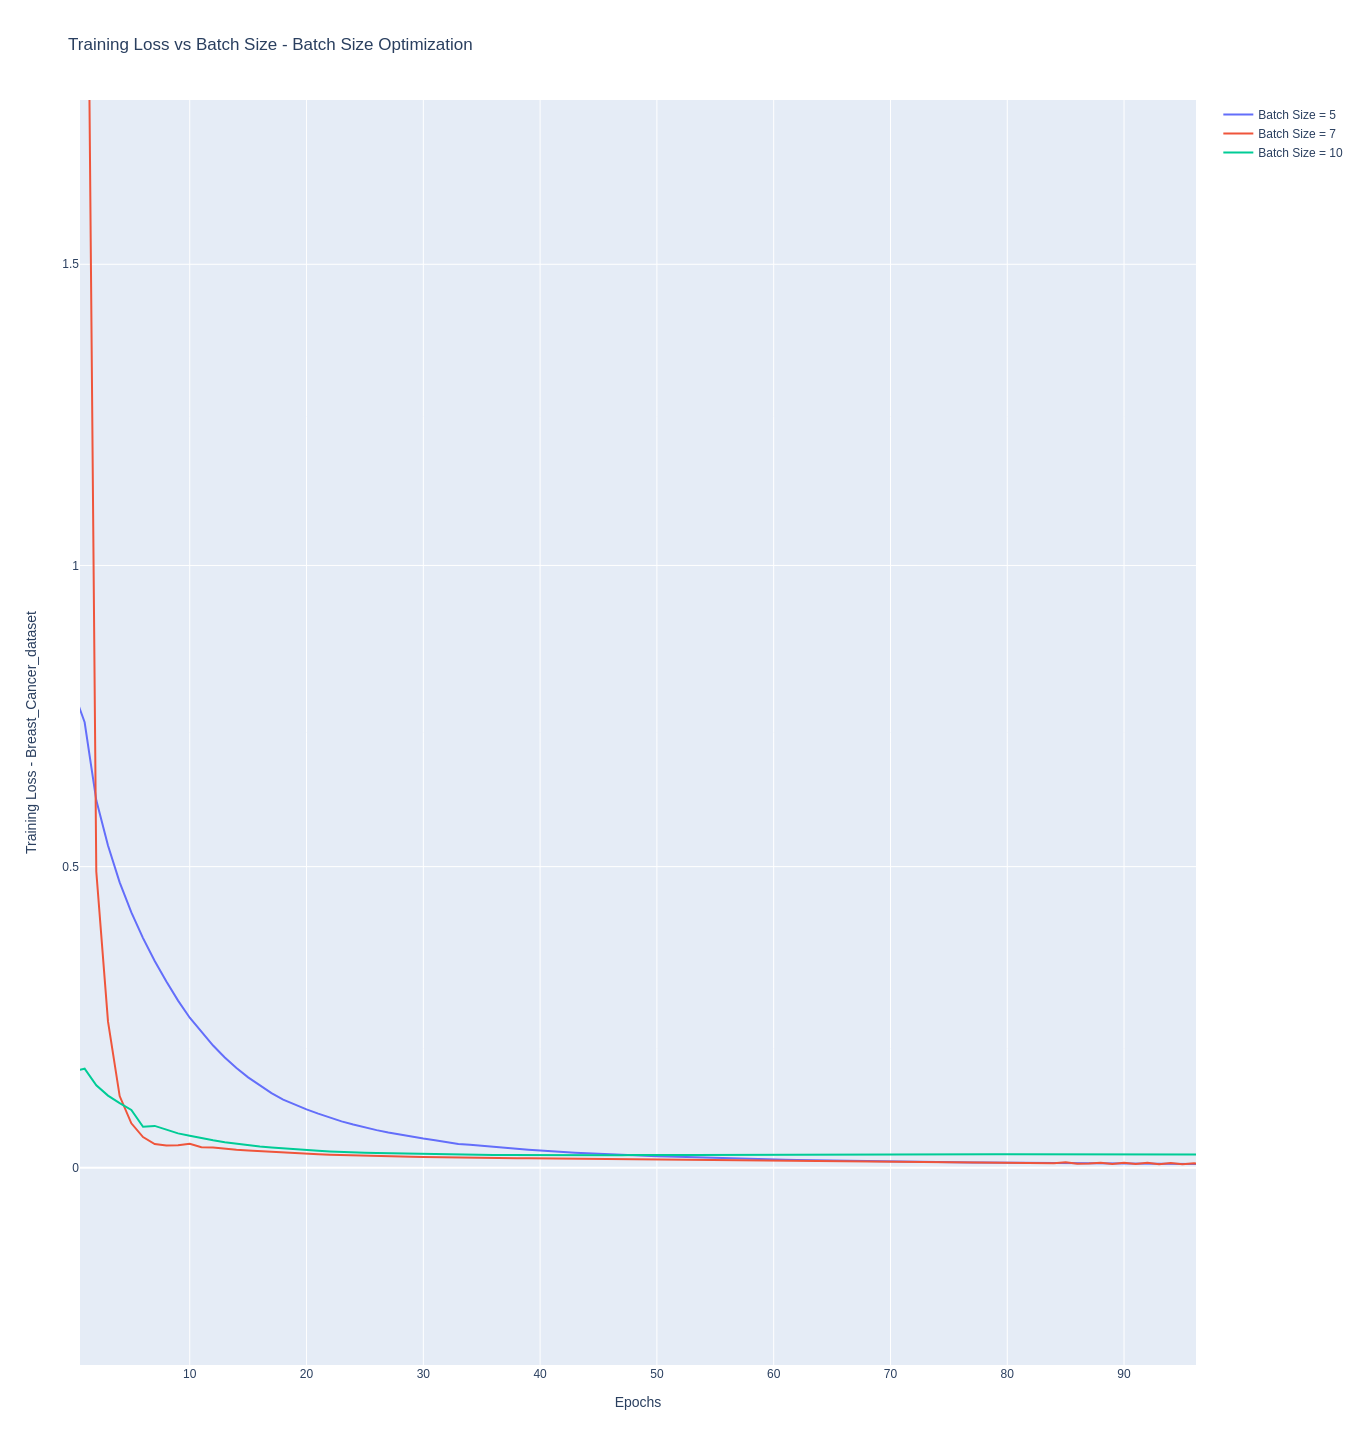 Training Loss vs Batch Size - Batch Size Optimization
Batch Size = 5
Batch Size = 7
Batch Size = 10
Training Loss - Breast_Cancer_dataset
1.5
1
0.5
0
10
20
30
40
50
60
70
80
90
Epochs